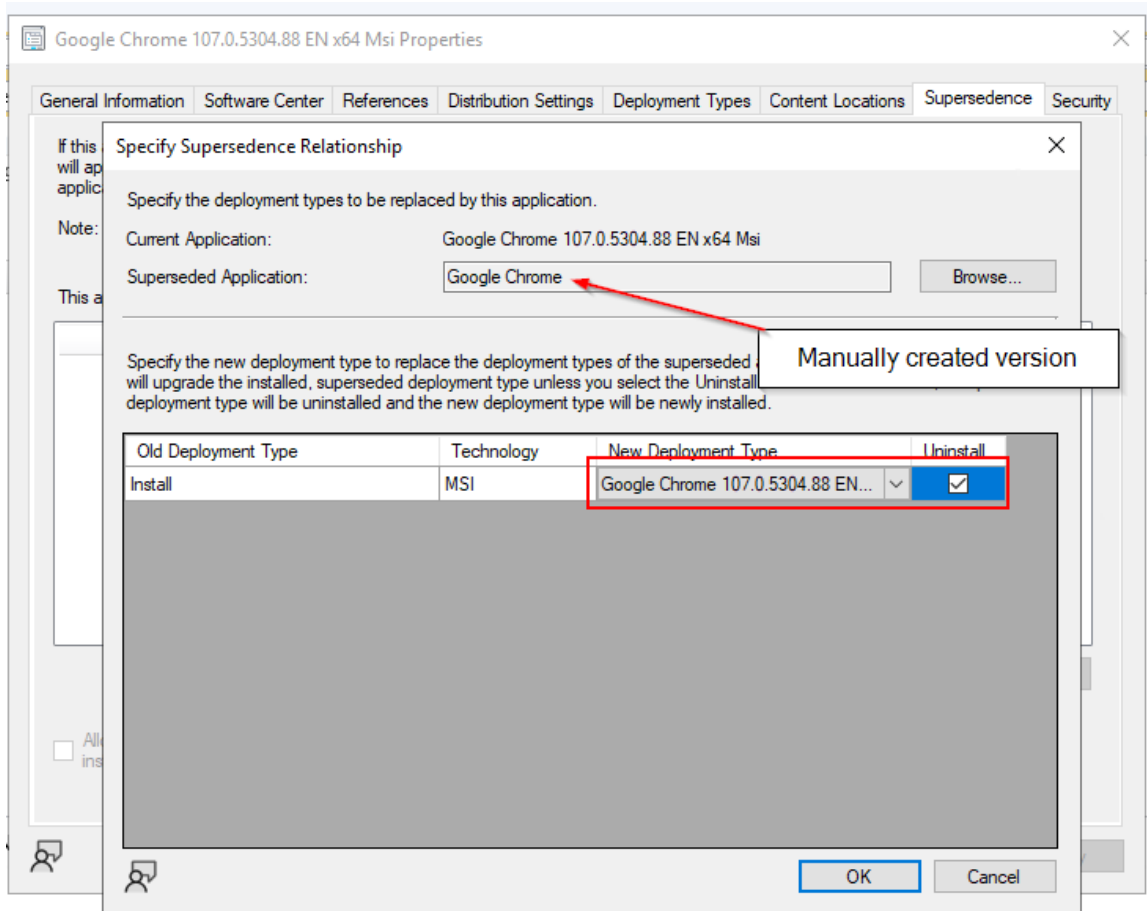 Google Chrome 107.0.5304.88 EN x64 Msi Properties
General Information Software Center References Distribution Settings Deployment Types Content Locations Supersedence Security
If this
will ap
applic
Note:
This a
Specify Supersedence Relationship
Specify the deployment types to be replaced by this application.
Current Application: Google Chrome 107.0.5304.88 EN x64 Msi
Superseded Application: Google Chrome Browse...
Manually created version
Specify the new deployment type to replace the deployment types of the superseded
will upgrade the installed, superseded deployment type unless you select the Uninstall
deployment type will be uninstalled and the new deployment type will be newly installed.
Old Deployment Type Technology New Deployment Type Uninstall
Install MSI Google Chrome 107.0.5304.88 EN...
All
ins
OK Cancel